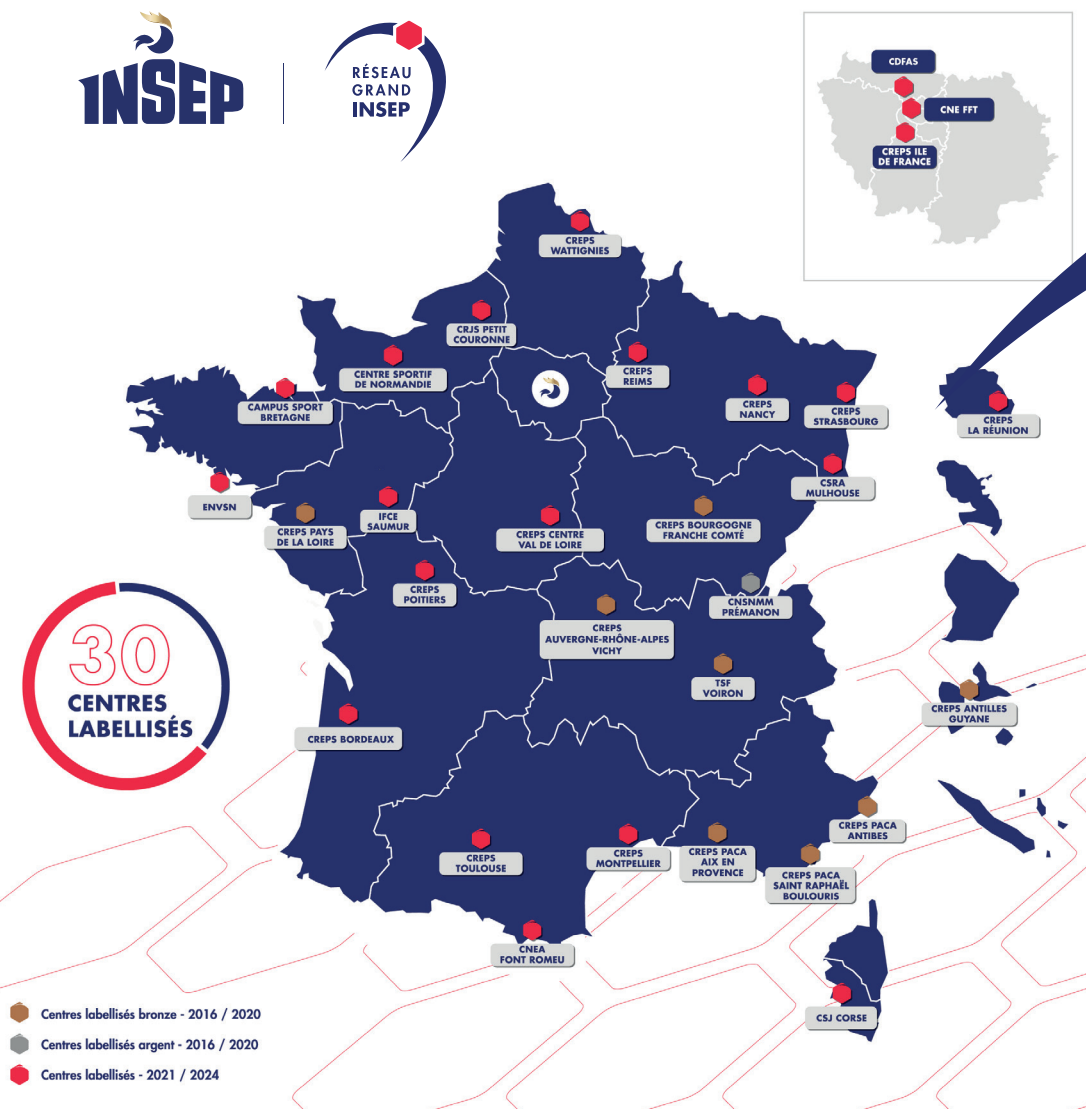 INSEP
RÉSEAU
GRAND
INSEP
CDFAS
CNE FFT
CREPS ILE
DE FRANCE
CREPS
WATTIGNIES
CRJS PETIT
COURONNE
CENTRE SPORTIF
DE NORMANDIE
CREPS
REIMS
CAMPUS SPORT
BRETAGNE
CREPS
NANCY
CREPS
STRASBOURG
CREPS
LA RÉUNION
CSRA
MULHOUSE
ENVSN
IFCE
SAUMUR
CREPS PAYS
DE LA LOIRE
CREPS CENTRE
VAL DE LOIRE
CREPS BOURGOGNE
FRANCHE COMTÉ
CREPS
POITIERS
CNSNMM
PRÉMANON
CREPS
AUVERGNE-RHÔNE-ALPES
VICHY
30
CENTRES
LABELLISÉS
TSF
VOIRON
CREPS ANTILLES
GUYANE
CREPS BORDEAUX
CREPS PACA
ANTIBES
CREPS
TOULOUSE
CREPS
MONTPELLIER
CREPS PACA
AIX EN
PROVENCE
CREPS PACA
SAINT RAPHAËL
BOULOURIS
CNEA
FONT ROMEU
CSJ CORSE
Centres labellisés bronze - 2016 / 2020
Centres labellisés argent - 2016 / 2020
Centres labellisés - 2021 / 2024